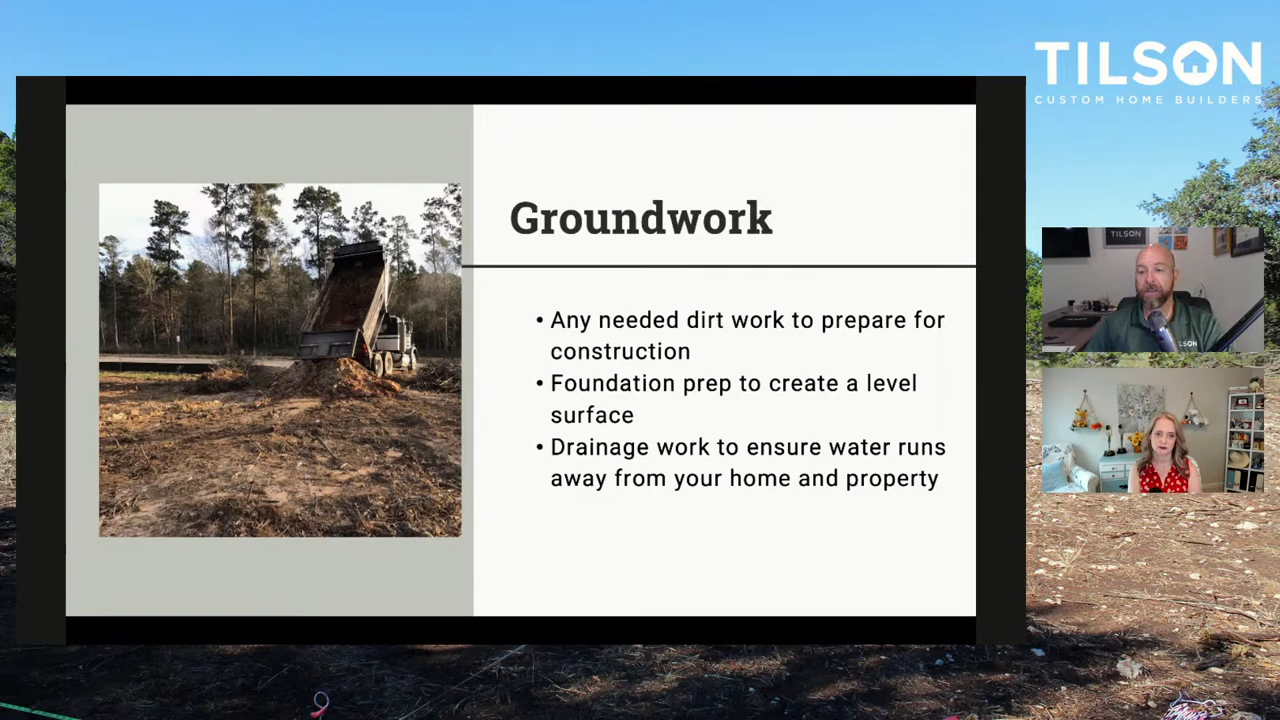 TILSON
CUSTOM HOME BUILDERS
Groundwork
• Any needed dirt work to prepare for
construction
• Foundation prep to create a level
surface
• Drainage work to ensure water runs
away from your home and property
TILSON